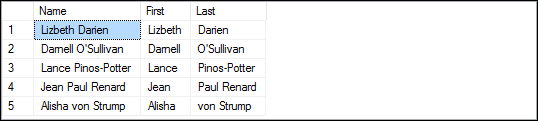 Name First Last
1 Lizbeth Darien Lizbeth Darien
2 Darnell O'Sullivan Darnell O'Sullivan
3 Lance Pinos-Potter Lance Pinos-Potter
4 Jean Paul Renard Jean Paul Renard
5 Alisha von Strump Alisha von Strump